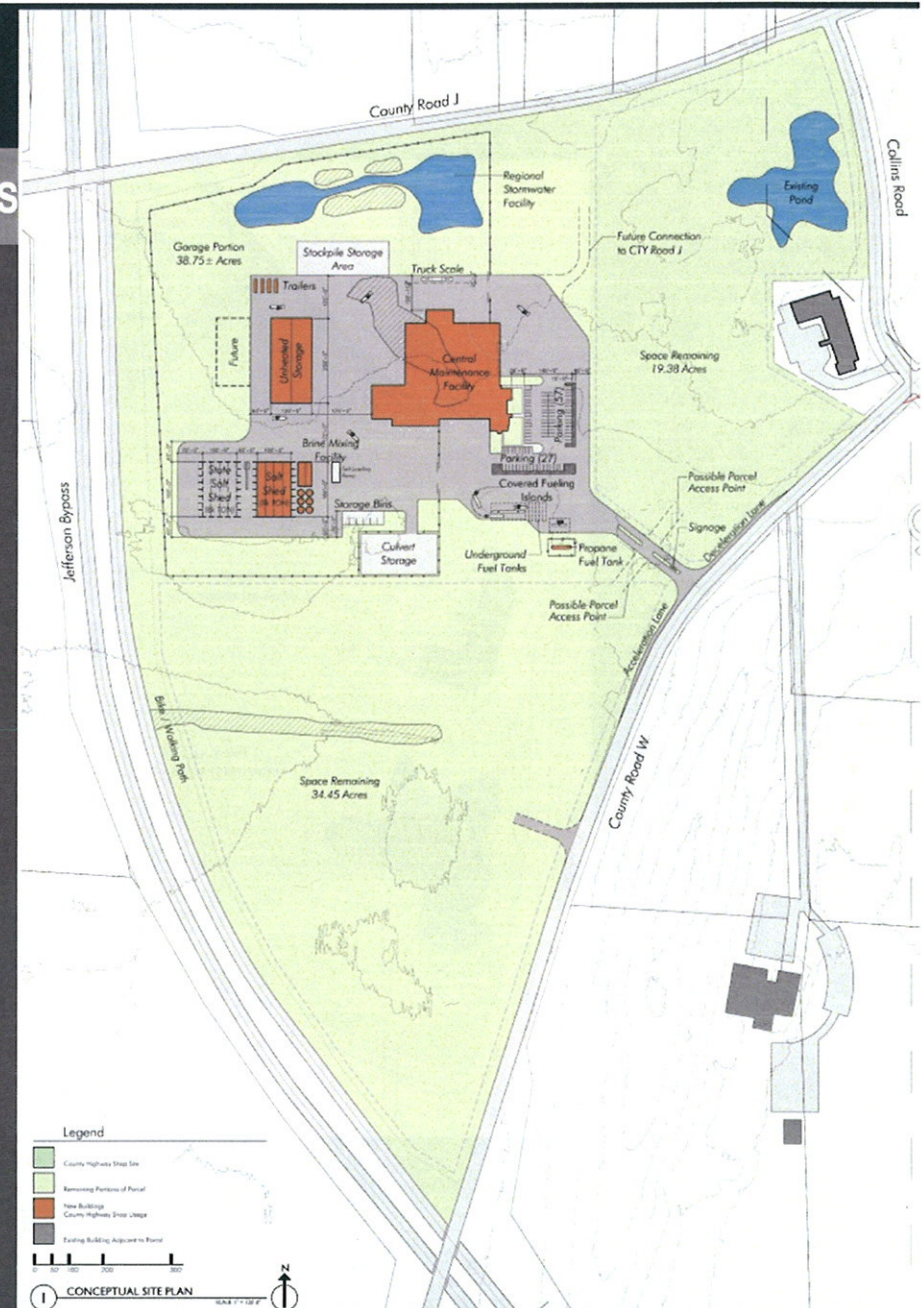 County Road J
Collins Road
S
Regional
Stormwater
Facility
Existing
Pond
Garage Portion
38.75± Acres
Stockpile Storage
Area
Future Connection
to CTY Road J
Truck Scale
Trailers
Future
Unheated
Storage
Central
Maintenance
Facility
Space Remaining
19.38 Acres
Parking (57)
Brine Mixing
Facility
Parking (27)
Salt
Shed
Salt
Shed
Covered Fueling
Islands
Possible Parcel
Access Point
Storage Bins
Signage
Deceleration Lane
Jefferson Bypass
Culvert
Storage
Underground
Fuel Tanks
Propane
Fuel Tank
Possible Parcel
Access Point
Acceleration Lane
Bike / Walking Path
County Road W
Space Remaining
34.45 Acres
Legend
County Highway Shop Site
Remaining Portions of Parcel
New Buildings
County Highway Shop Usage
Existing Building Adjacent to Parcel
0 50 100 200
N
1 CONCEPTUAL SITE PLAN